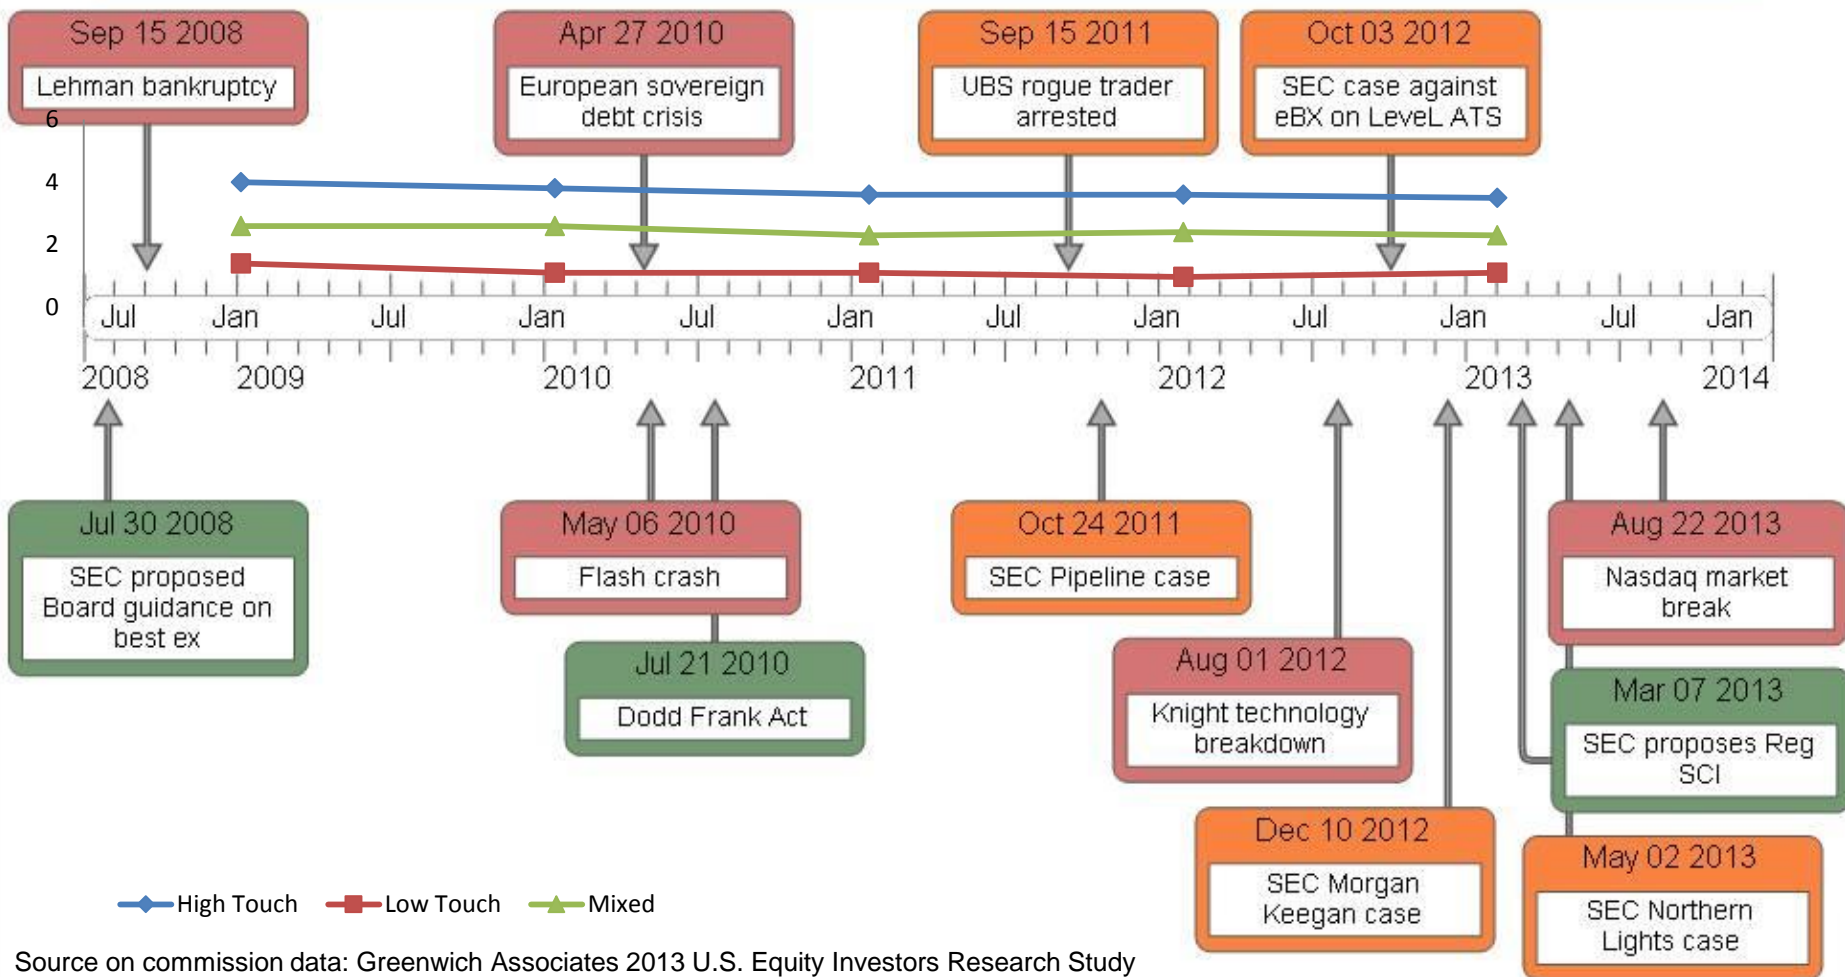 Sep 15 2008
Lehman bankruptcy
Apr 27 2010
European sovereign
debt crisis
Sep 15 2011
UBS rogue trader
arrested
Oct 03 2012
SEC case against
eBX on LeveL ATS
6
4
2
0
Jul Jan Jul Jan Jul Jan Jul Jan Jul Jan Jul Jan
2008 2009 2010 2011 2012 2013 2014
Jul 30 2008
SEC proposed
Board guidance on
best ex
May 06 2010
Flash crash
Jul 21 2010
Dodd Frank Act
Oct 24 2011
SEC Pipeline case
Aug 01 2012
Knight technology
breakdown
Dec 10 2012
SEC Morgan
Keegan case
Aug 22 2013
Nasdaq market
break
Mar 07 2013
SEC proposes Reg
SCI
May 02 2013
SEC Northern
Lights case
High Touch Low Touch Mixed
Source on commission data: Greenwich Associates 2013 U.S. Equity Investors Research Study